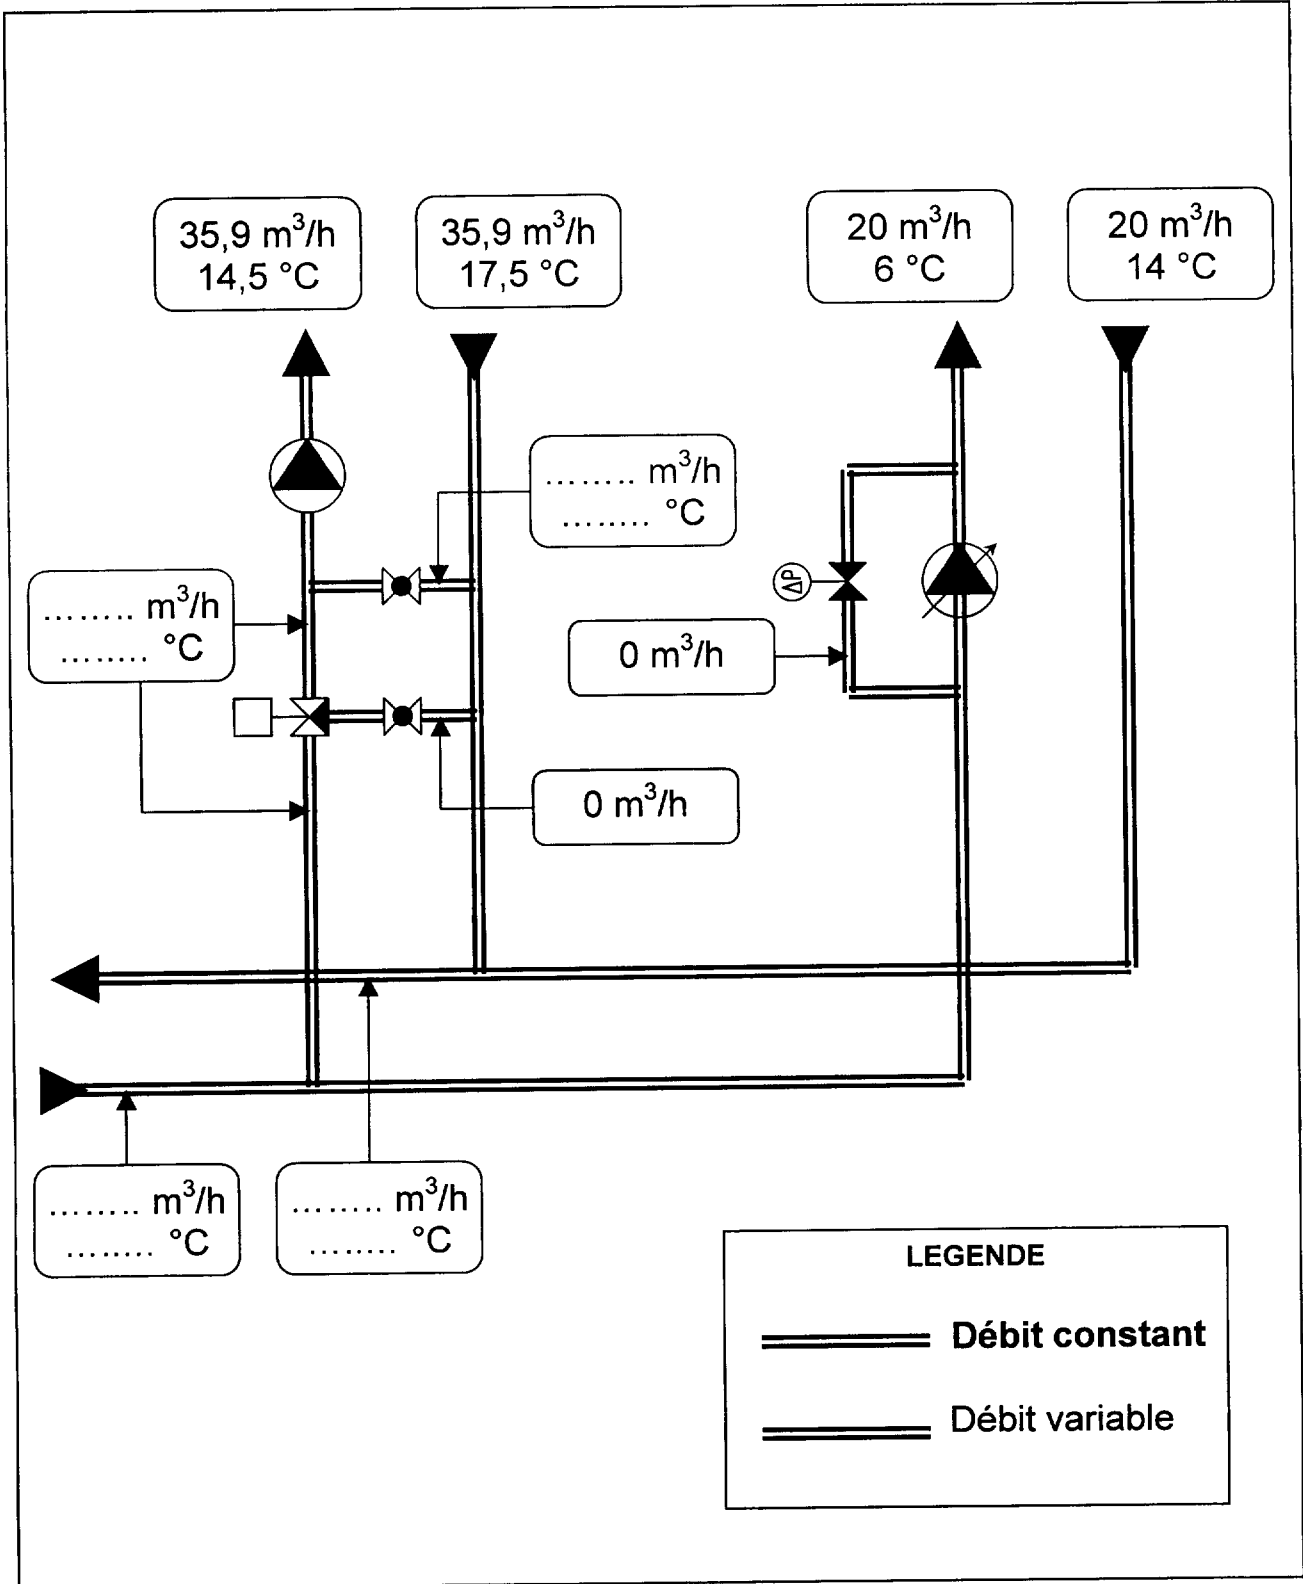 35,9 m³/h
14,5 °C
35,9 m³/h
17,5 °C
20 m³/h
6 °C
20 m³/h
14 °C
......... m³/h
......... °C
......... m³/h
......... °C
ΔP
0 m³/h
0 m³/h
......... m³/h
......... °C
......... m³/h
......... °C
LEGENDE
Débit constant
Débit variable